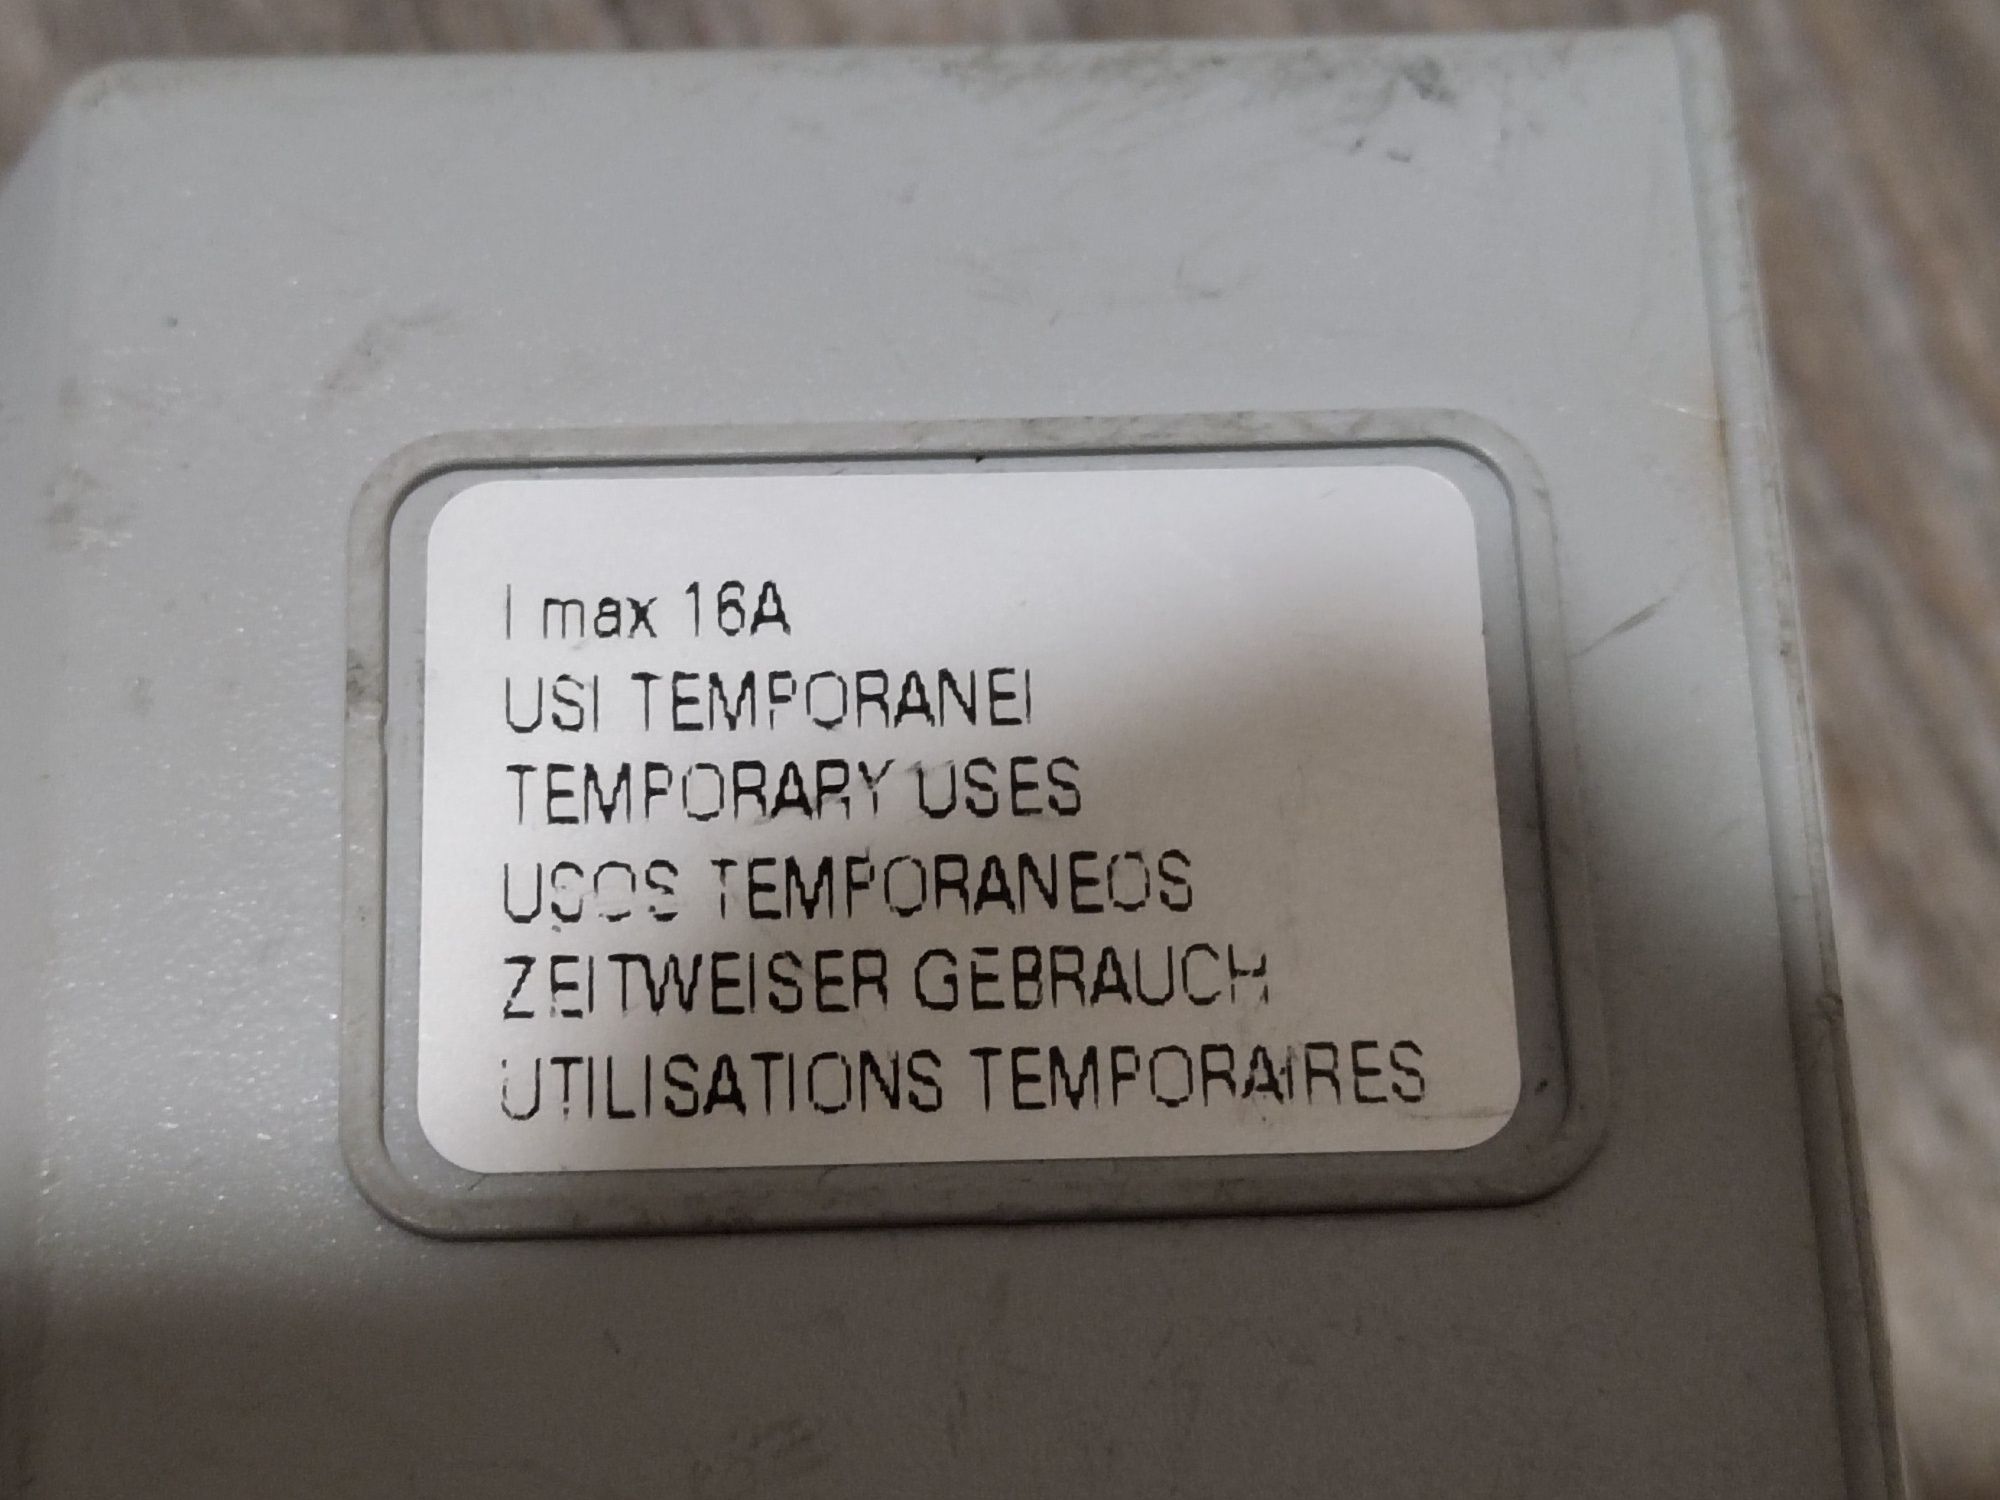 I max 16A
USI TEMPORANEI
TEMPORARY USES
USOS TEMPORANEOS
ZEITWEISER GEBRAUCH
UTILISATIONS TEMPORAIRES